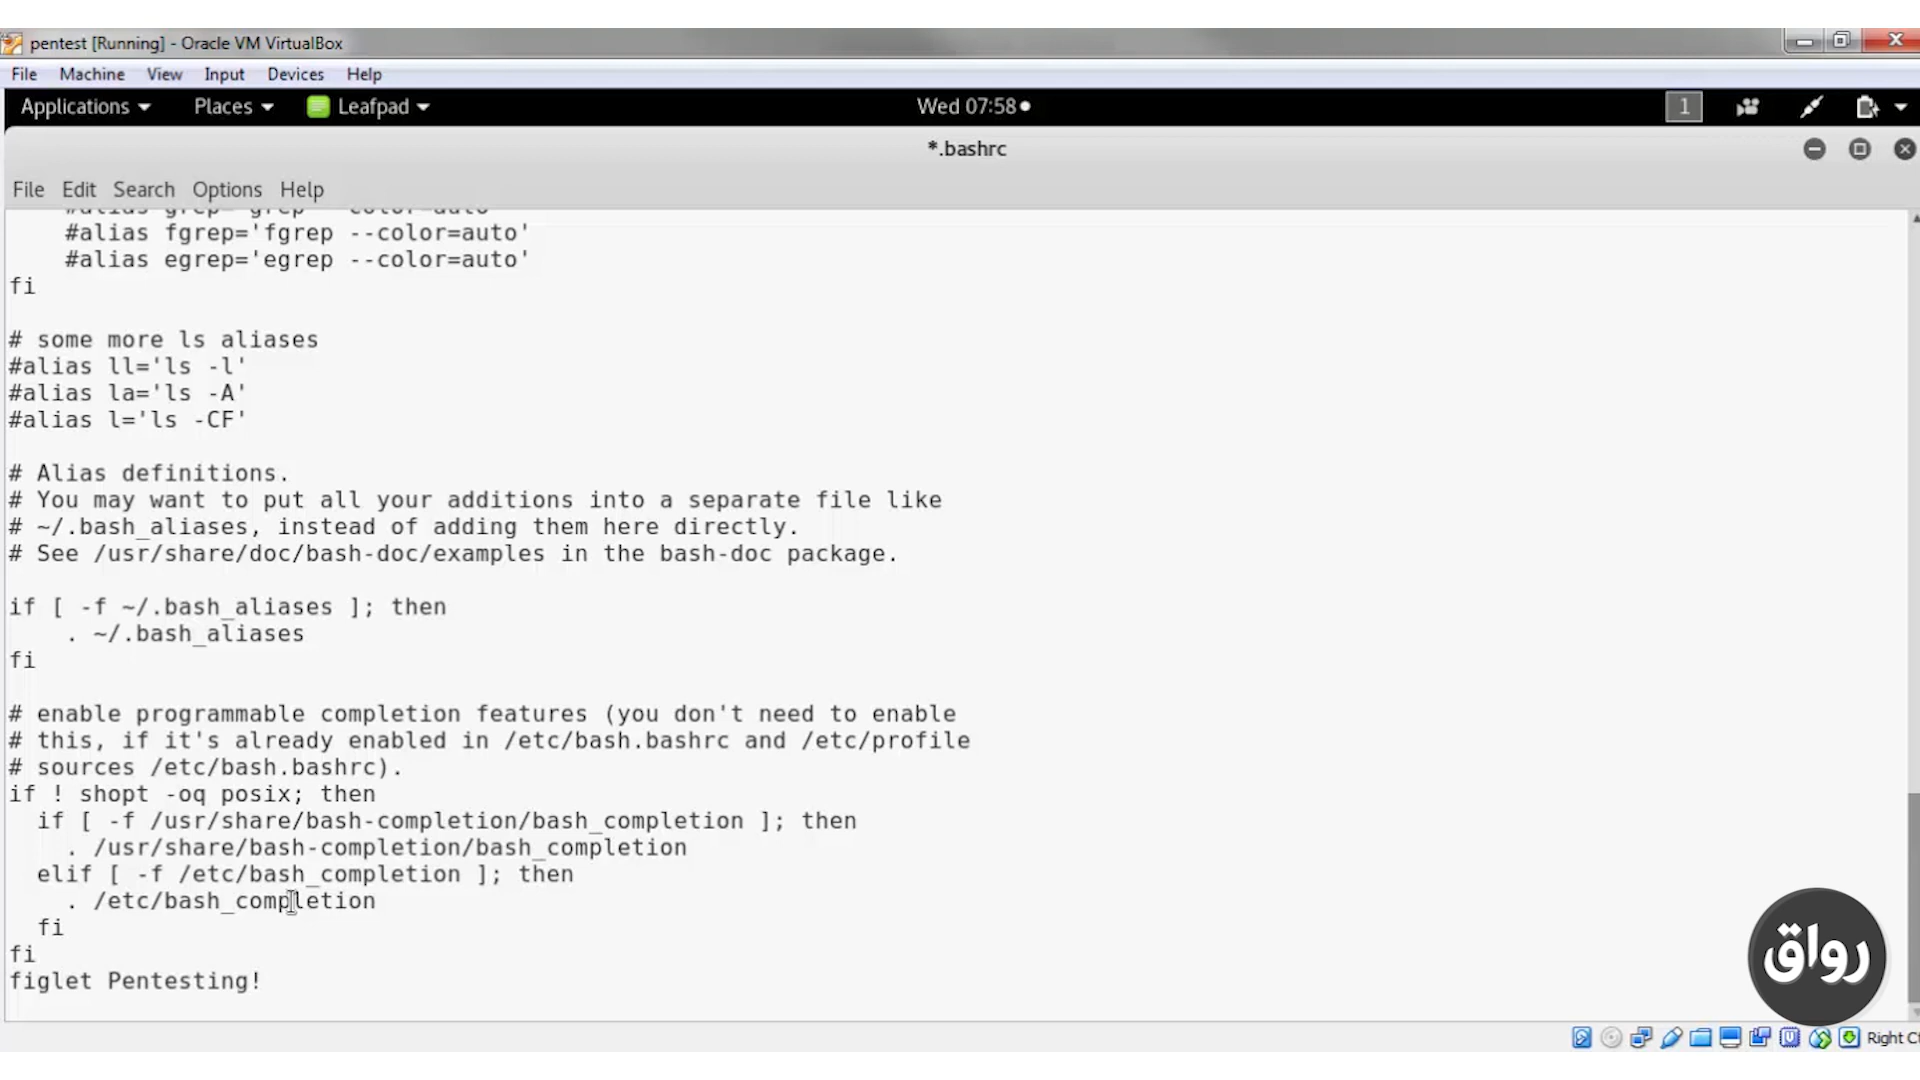 pentest [Running] - Oracle VM VirtualBox
File Machine View Input Devices Help
Applications Places Leafpad Wed 07:58 1
*.bashrc
File Edit Search Options Help
#alias grep='grep --color=auto'
#alias fgrep='fgrep --color=auto'
#alias egrep='egrep --color=auto'
fi
# some more ls aliases
#alias ll='ls -l'
#alias la='ls -A'
#alias l='ls -CF'
# Alias definitions.
# You may want to put all your additions into a separate file like
# ~/.bash_aliases, instead of adding them here directly.
# See /usr/share/doc/bash-doc/examples in the bash-doc package.
if [ -f ~/.bash_aliases ]; then
. ~/.bash_aliases
fi
# enable programmable completion features (you don't need to enable
# this, if it's already enabled in /etc/bash.bashrc and /etc/profile
# sources /etc/bash.bashrc).
if ! shopt -oq posix; then
if [ -f /usr/share/bash-completion/bash_completion ]; then
. /usr/share/bash-completion/bash_completion
elif [ -f /etc/bash_completion ]; then
. /etc/bash_completion
fi
fi
figlet Pentesting!
رواق
Right C